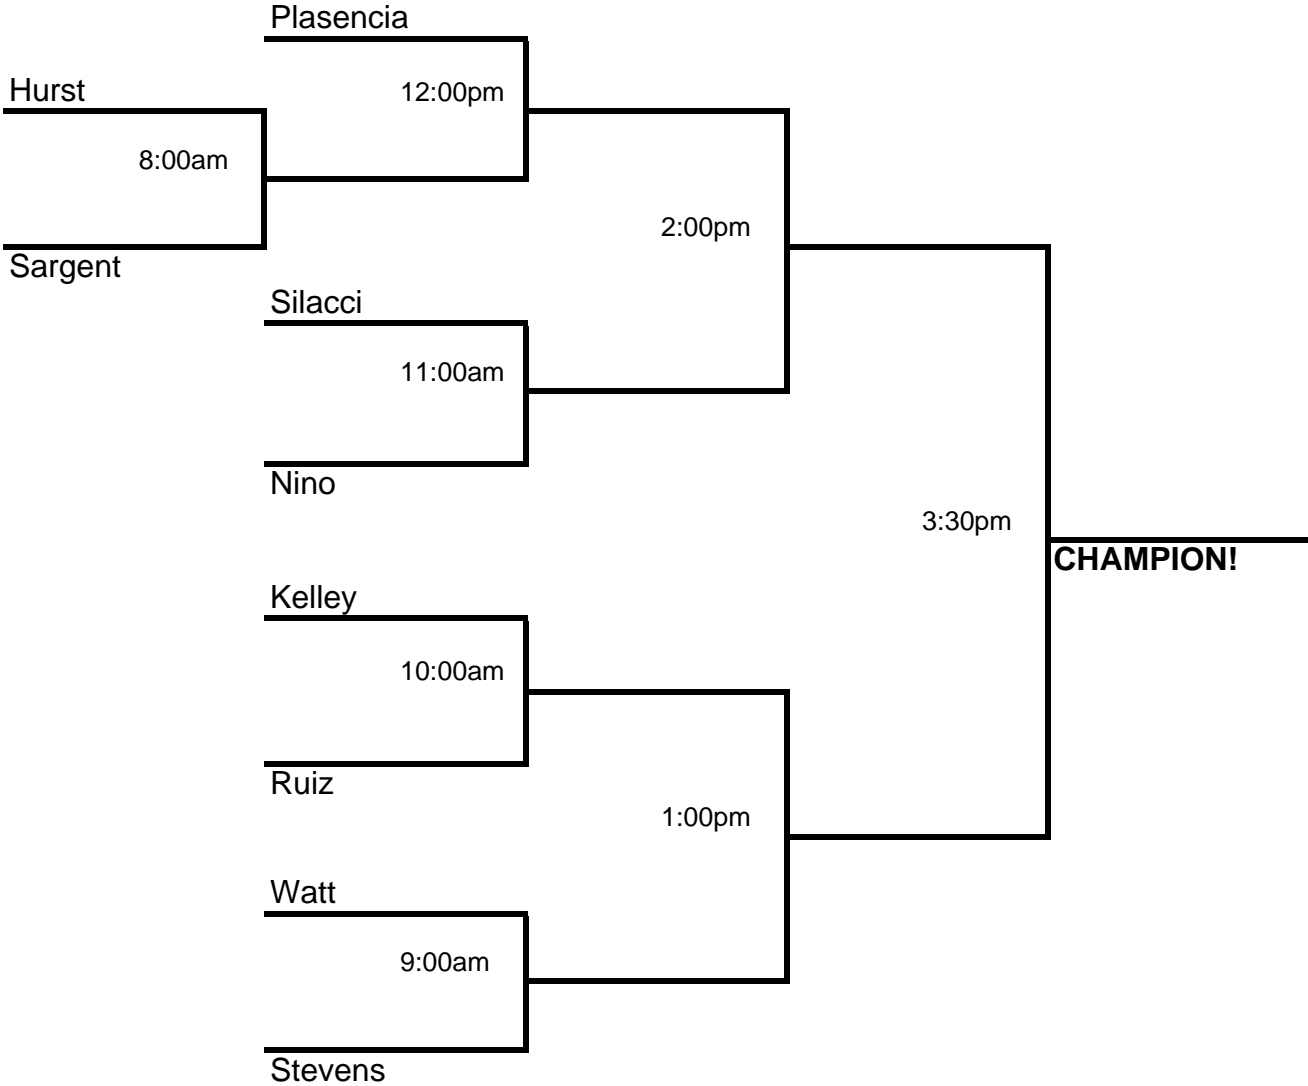 Plasencia
Hurst
12:00pm
8:00am
2:00pm
Sargent
Silacci
11:00am
Nino
3:30pm
CHAMPION!
Kelley
10:00am
Ruiz
1:00pm
Watt
9:00am
Stevens